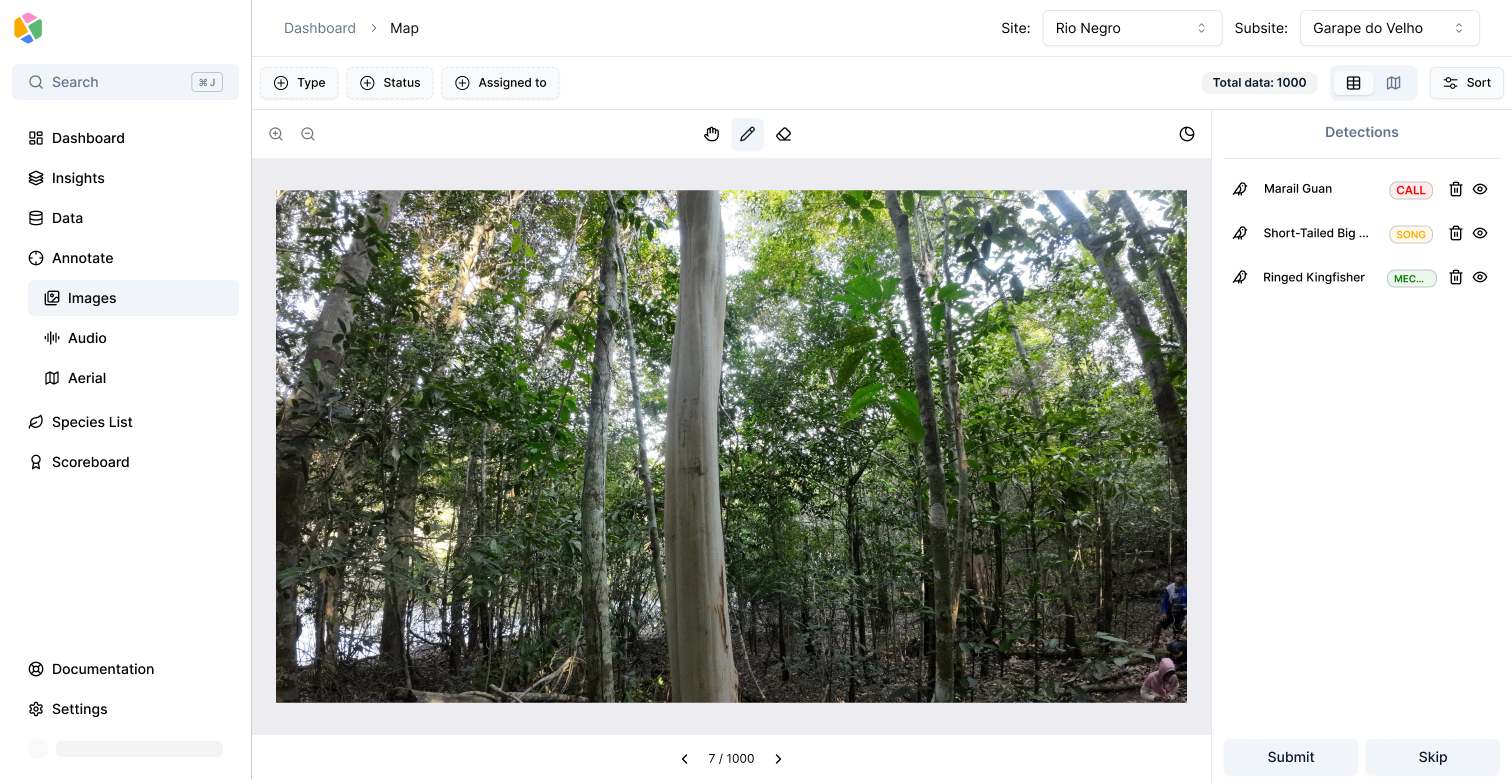 Dashboard > Map
Site: Rio Negro Subsite: Garape do Velho
Search ⌘ J
Type Status Assigned to Total data: 1000 Sort
Dashboard
Insights
Data
Annotate
Images
Audio
Aerial
Species List
Scoreboard
Documentation
Settings
Detections
Marail Guan CALL
Short-Tailed Big ... SONG
Ringed Kingfisher MEC...
7 / 1000
Submit Skip